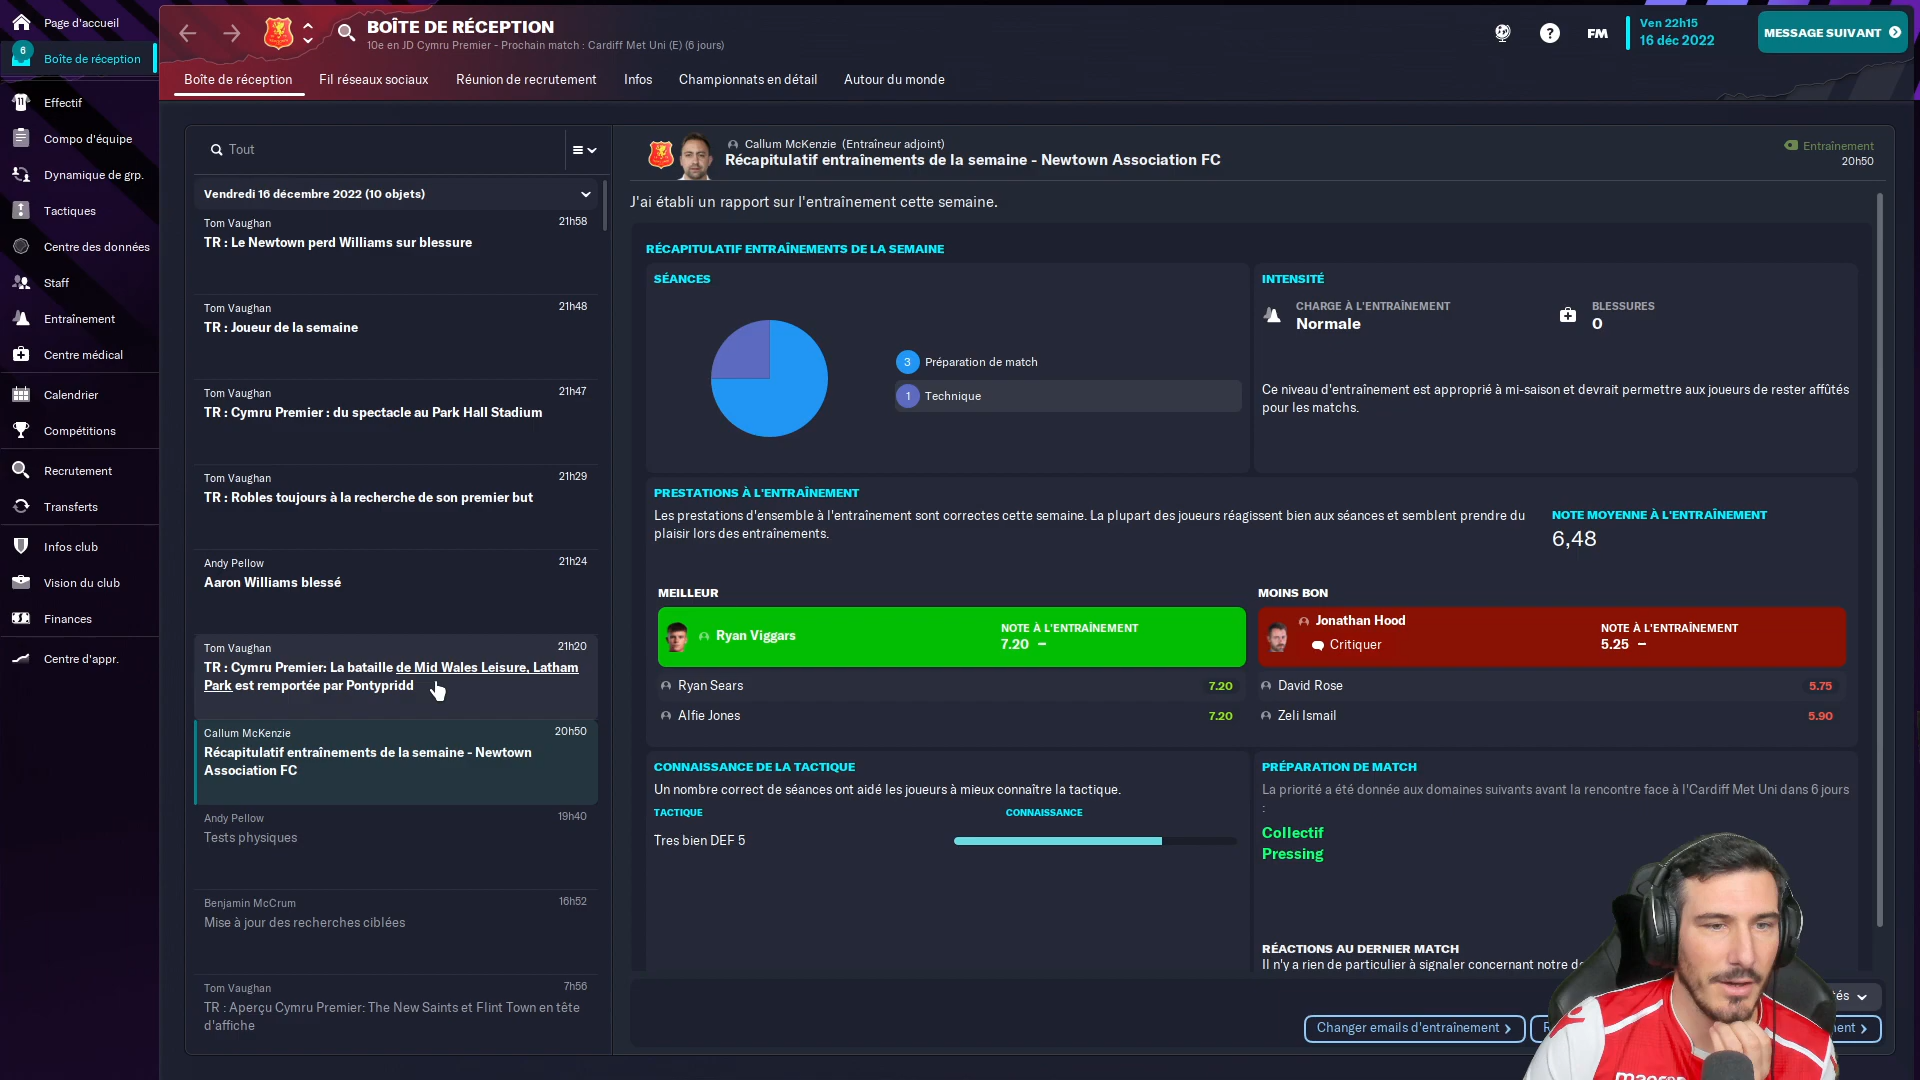 Page d'accueil
6
Boîte de réception
Effectif
Compo d'équipe
Dynamique de grp.
Tactiques
Centre des données
Staff
Entraînement
Centre médical
Calendrier
Compétitions
Recrutement
Transferts
Infos club
Vision du club
Finances
Centre d'appr.
BOÎTE DE RÉCEPTION
10e en JD Cymru Premier - Prochain match : Cardiff Met Uni (E) (6 jours)
FM
Ven 22h15
16 déc 2022
MESSAGE SUIVANT
Boîte de réception
Fil réseaux sociaux
Réunion de recrutement
Infos
Championnats en détail
Autour du monde
Tout
Vendredi 16 décembre 2022 (10 objets)
Tom Vaughan 21h58
TR : Le Newtown perd Williams sur blessure
Tom Vaughan 21h48
TR : Joueur de la semaine
Tom Vaughan 21h47
TR : Cymru Premier : du spectacle au Park Hall Stadium
Tom Vaughan 21h29
TR : Robles toujours à la recherche de son premier but
Andy Pellow 21h24
Aaron Williams blessé
Tom Vaughan 21h20
TR : Cymru Premier: La bataille de Mid Wales Leisure, Latham
Park est remportée par Pontypridd
Callum McKenzie 20h50
Récapitulatif entraînements de la semaine - Newtown
Association FC
Andy Pellow 19h40
Tests physiques
Benjamin McCrum 16h52
Mise à jour des recherches ciblées
Tom Vaughan 7h56
TR : Aperçu Cymru Premier: The New Saints et Flint Town en tête
d'affiche
Callum McKenzie (Entraîneur adjoint)
Récapitulatif entraînements de la semaine - Newtown Association FC
Entraînement
20h50
J'ai établi un rapport sur l'entraînement cette semaine.
RÉCAPITULATIF ENTRAÎNEMENTS DE LA SEMAINE
SÉANCES
3 Préparation de match
1 Technique
INTENSITÉ
CHARGE À L'ENTRAÎNEMENT
Normale
BLESSURES
0
Ce niveau d'entraînement est approprié à mi-saison et devrait permettre aux joueurs de rester affûtés
pour les matchs.
PRESTATIONS À L'ENTRAÎNEMENT
Les prestations d'ensemble à l'entraînement sont correctes cette semaine. La plupart des joueurs réagissent bien aux séances et semblent prendre du
plaisir lors des entraînements.
NOTE MOYENNE À L'ENTRAÎNEMENT
6,48
MEILLEUR
Ryan Viggars
NOTE À L'ENTRAÎNEMENT
7.20 –
Ryan Sears 7.20
Alfie Jones 7.20
MOINS BON
Jonathan Hood
Critiquer
NOTE À L'ENTRAÎNEMENT
5.25 –
David Rose 5.75
Zeli Ismail 5.90
CONNAISSANCE DE LA TACTIQUE
Un nombre correct de séances ont aidé les joueurs à mieux connaître la tactique.
TACTIQUE CONNAISSANCE
Tres bien DEF 5
PRÉPARATION DE MATCH
La priorité a été donnée aux domaines suivants avant la rencontre face à l'Cardiff Met Uni dans 6 jours
:
Collectif
Pressing
RÉACTIONS AU DERNIER MATCH
Il n'y a rien de particulier à signaler concernant notre
Changer emails d'entraînement